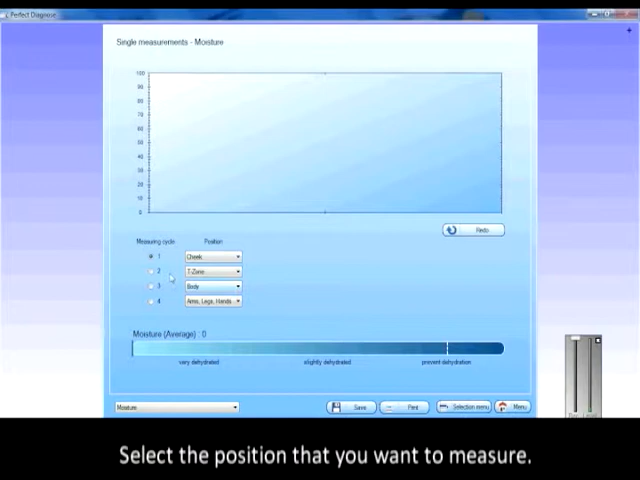 Perfect Diagnose
Single measurements - Moisture
100
90
80
70
60
50
40
30
20
10
0
Redo
Measuring cycle Position
1 Cheek
2 T-Zone
3 Body
4 Arms, Legs, Hands
Moisture (Average) : 0
very dehydrated slightly dehydrated prevent dehydration
Moisture Save Print Selection menu Menu
Select the position that you want to measure.